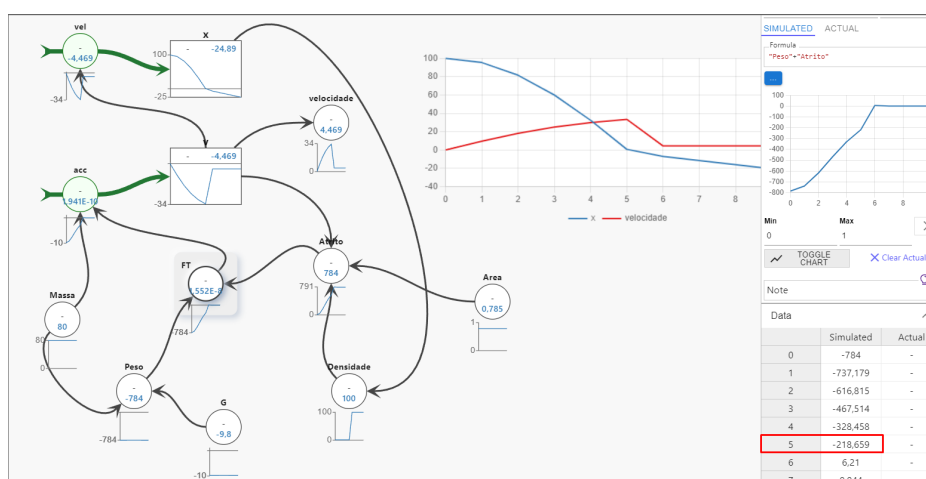 vel
-
-4,469
-34
X
100
-
-24,89
-25
velocidade
-
4,469
34
0
-
-4,469
-34
acc
-
1,941E-10
-10
Atrito
-
784
791
0
FT
-
1,552E-8
-784
Area
-
0,785
1
0
Massa
-
80
80
0
Peso
-
-784
-784
G
-
-9,8
-10
Densidade
-
100
100
0
100
80
60
40
20
0
-20
-40
0 1 2 3 4 5 6 7 8
x velocidade
SIMULATED ACTUAL
Formula
"Peso"+"Atrito"
...
100
0
-100
-200
-300
-400
-500
-600
-700
-800
0 2 4 6 8
Min Max
0 1
TOGGLE CHART
Clear Actual
Note
Data
Simulated Actual
0 -784 -
1 -737,179 -
2 -616,815 -
3 -467,514 -
4 -328,458 -
5 -218,659 -
6 6,21 -